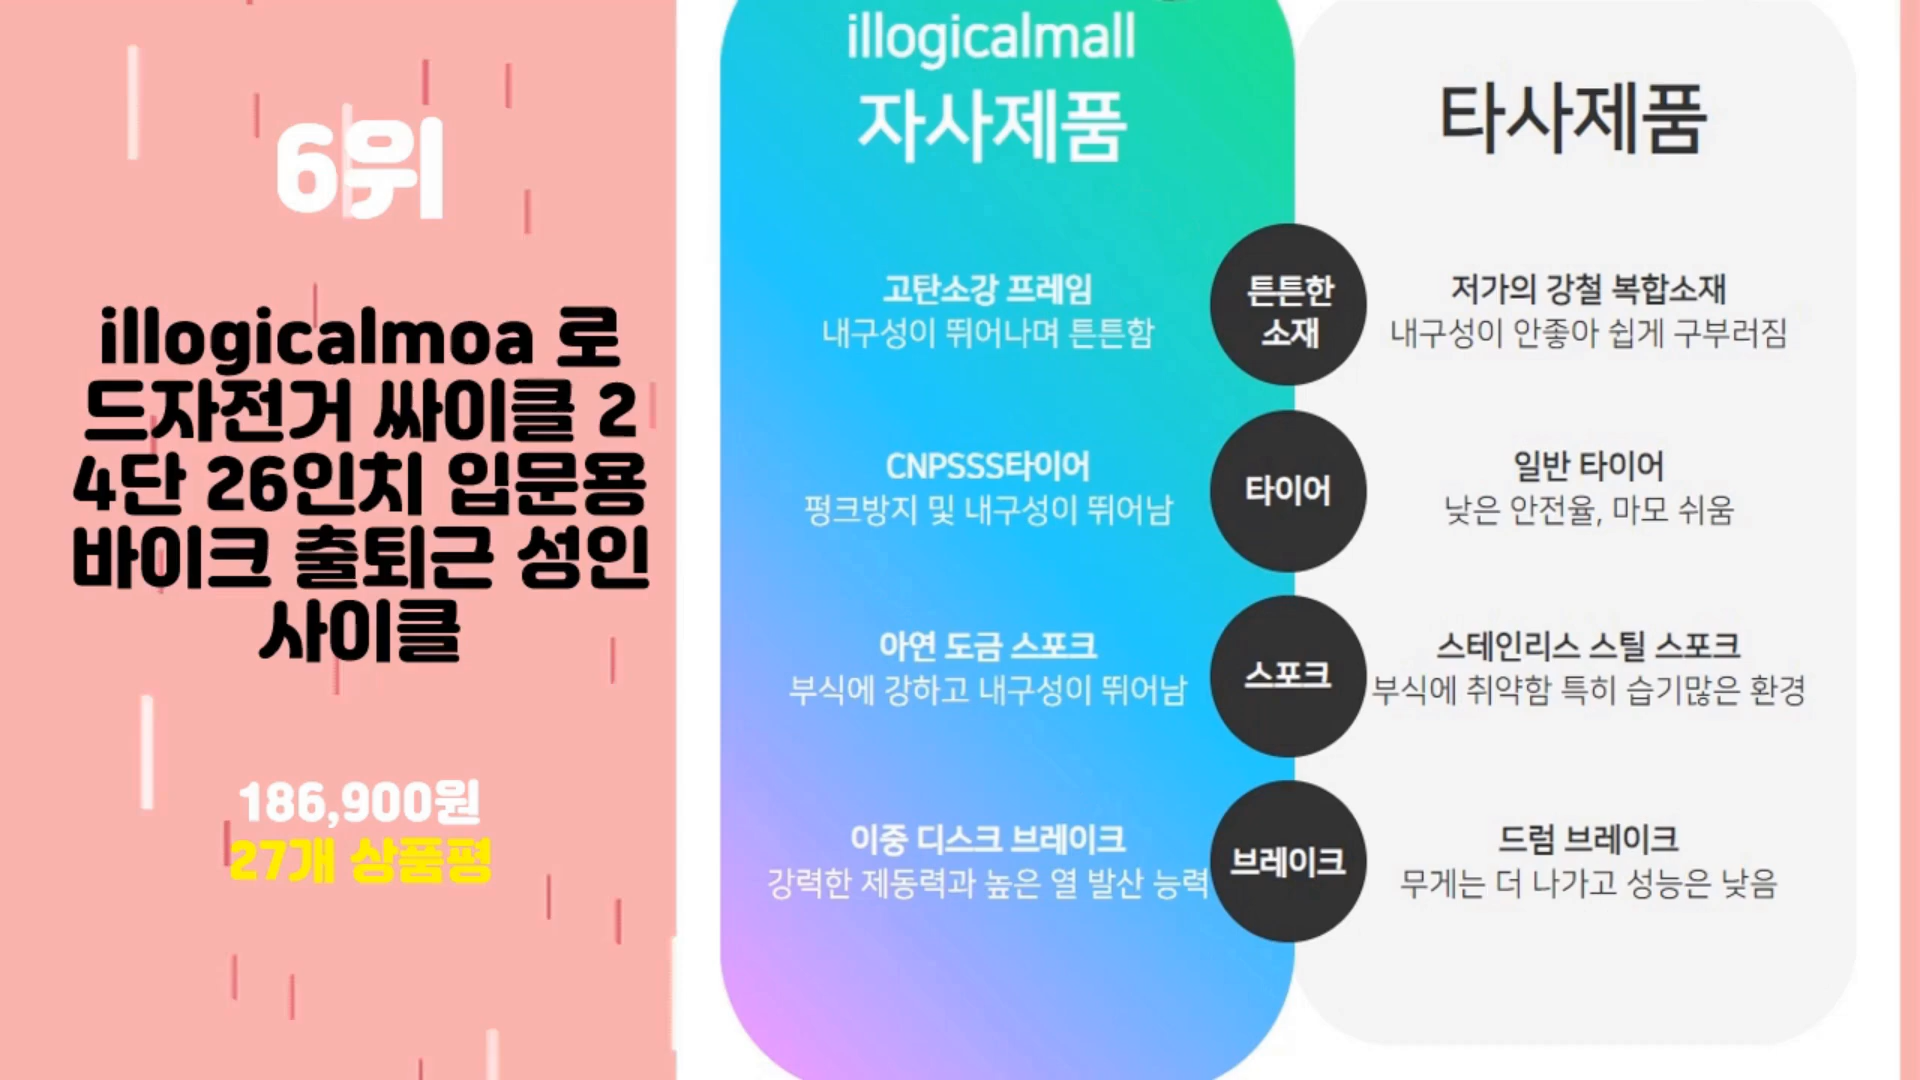 6위
illogicalmoa 로
드자전거 싸이클 2
4단 26인치 입문용
바이크 출퇴근 성인
사이클
186,900원
27개 상품평
illogicalmall
자사제품
타사제품
고탄소강 프레임
내구성이 뛰어나며 튼튼함
튼튼한
소재
저가의 강철 복합소재
내구성이 안좋아 쉽게 구부러짐
CNPSSS타이어
펑크방지 및 내구성이 뛰어남
타이어
일반 타이어
낮은 안전율, 마모 쉬움
아연 도금 스포크
부식에 강하고 내구성이 뛰어남
스포크
스테인리스 스틸 스포크
부식에 취약함 특히 습기많은 환경
이중 디스크 브레이크
강력한 제동력과 높은 열 발산 능력
브레이크
드럼 브레이크
무게는 더 나가고 성능은 낮음